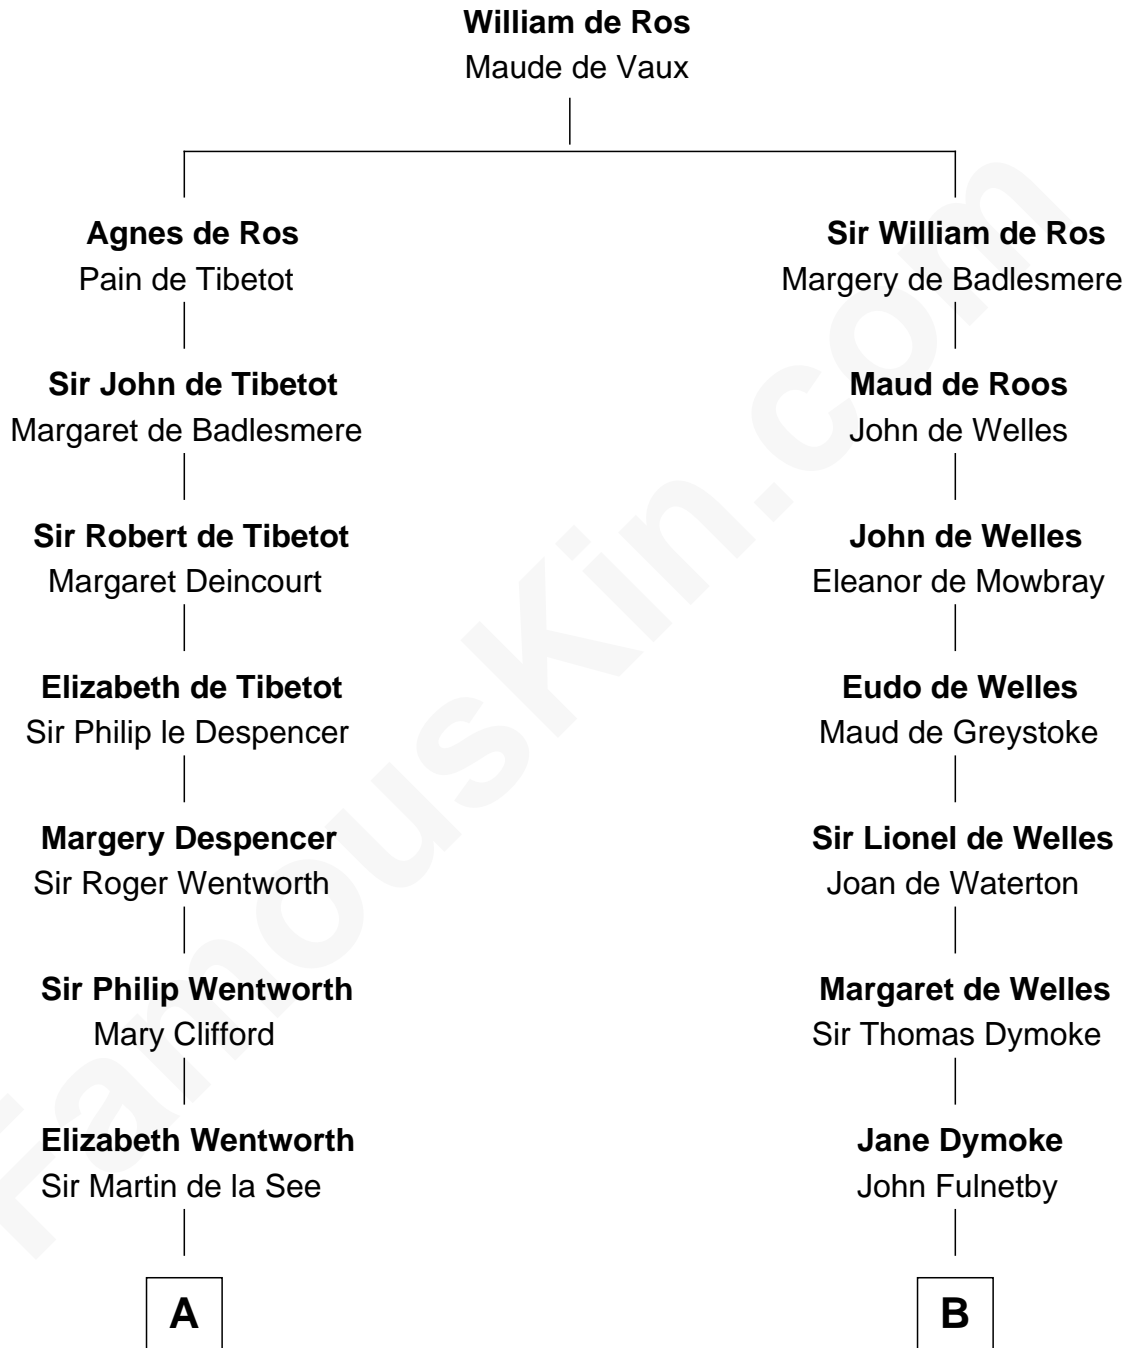 William de Ros
Maude de Vaux
Agnes de Ros
Pain de Tibetot
Sir William de Ros
Margery de Badlesmere
Sir John de Tibetot
Margaret de Badlesmere
Maud de Roos
John de Welles
Sir Robert de Tibetot
Margaret Deincourt
John de Welles
Eleanor de Mowbray
Elizabeth de Tibetot
Sir Philip le Despencer
Eudo de Welles
Maud de Greystoke
Margery Despencer
Sir Roger Wentworth
Sir Lionel de Welles
Joan de Waterton
Sir Philip Wentworth
Mary Clifford
Margaret de Welles
Sir Thomas Dymoke
Elizabeth Wentworth
Sir Martin de la See
Jane Dymoke
John Fulnetby
A
B
FamousKin.com